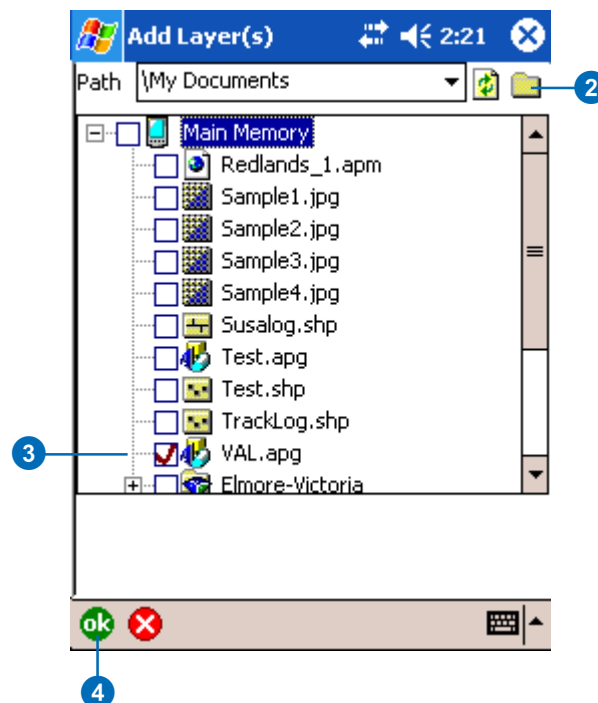 Add Layer(s) 2:21
Path \My Documents
2
Main Memory
Redlands_1.apm
Sample1.jpg
Sample2.jpg
Sample3.jpg
Sample4.jpg
Susalog.shp
Test.apg
Test.shp
TrackLog.shp
3 VAL.apg
Elmore-Victoria
ok
4